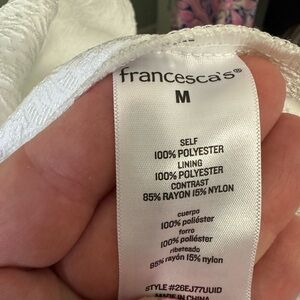 francesca's®
M
SELF
100% POLYESTER
LINING
100% POLYESTER
CONTRAST
85% RAYON 15% NYLON
cuerpo
100% poliéster
forro
100% poliéster
ribeteado
85% rayón 15% nylon
STYLE #26EJ77UUID
MADE IN CHINA